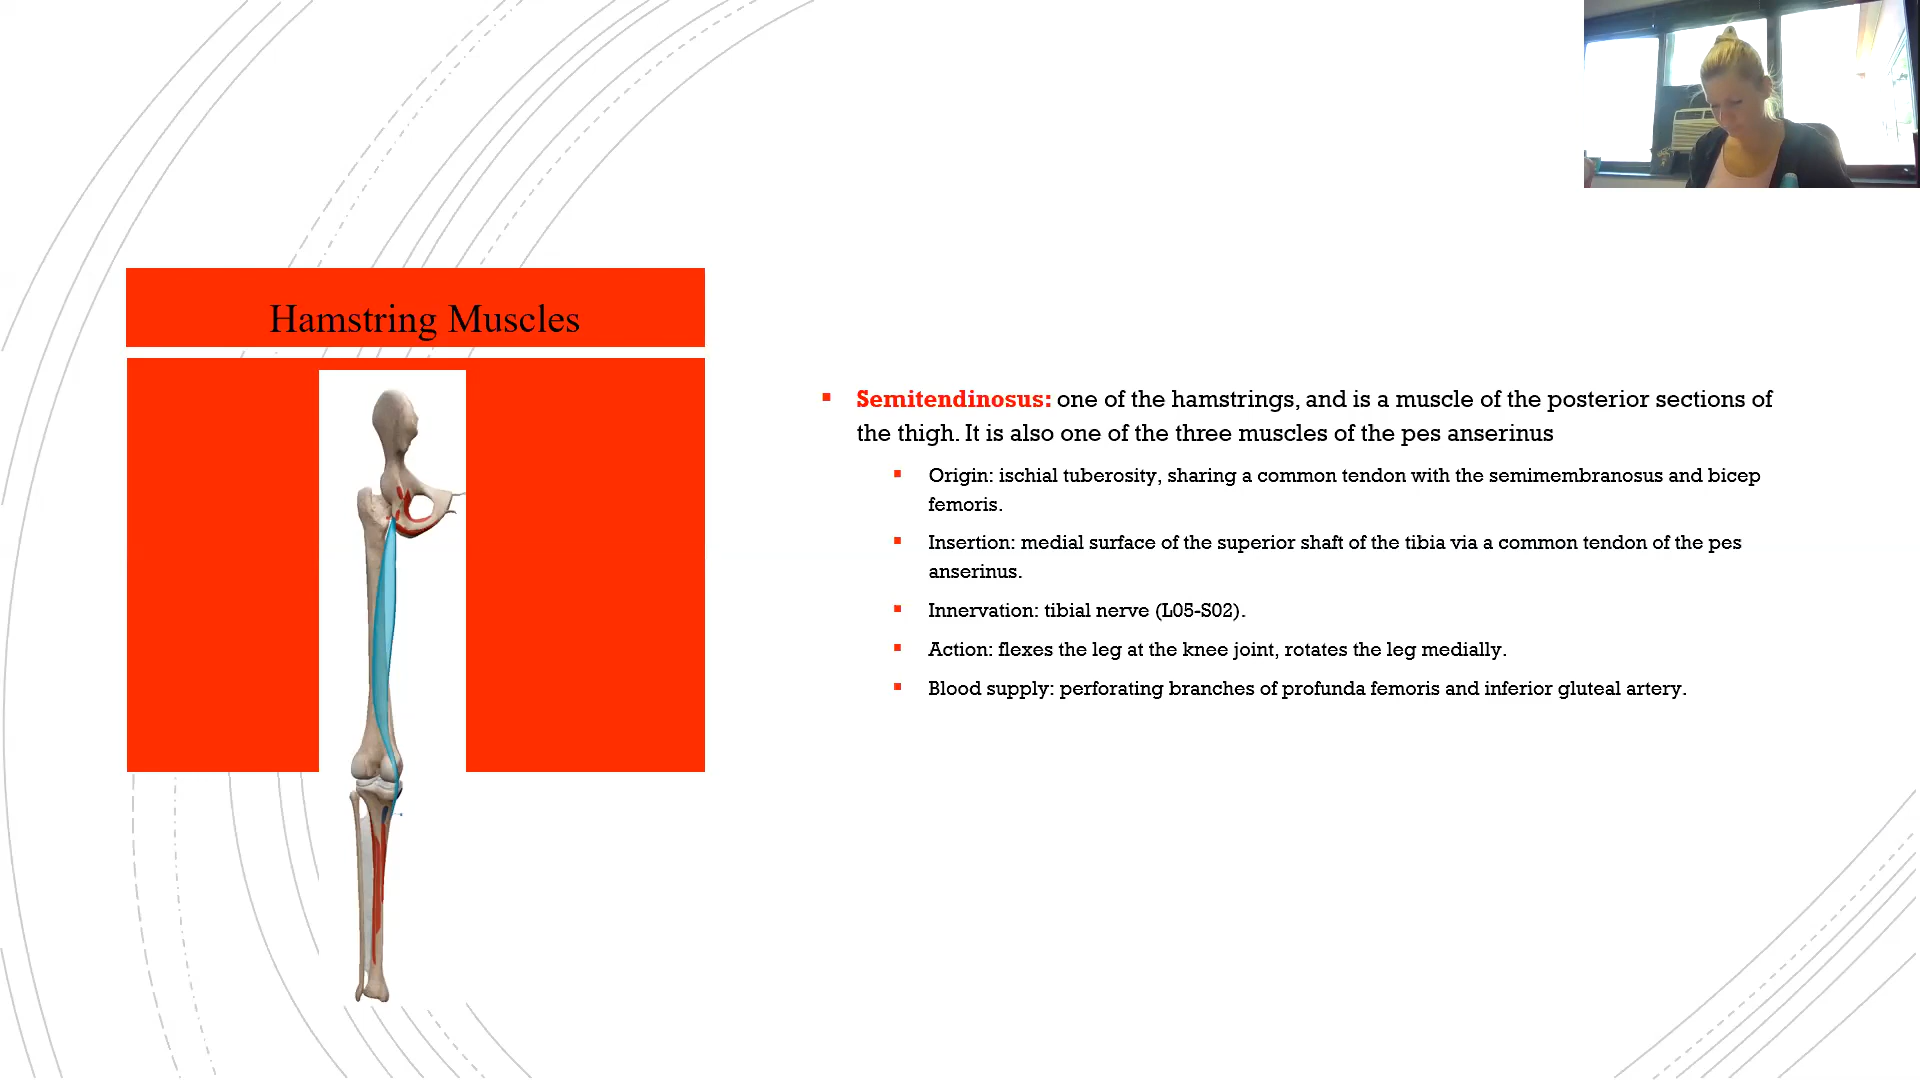 Hamstring Muscles
Semitendinosus: one of the hamstrings, and is a muscle of the posterior sections of
the thigh. It is also one of the three muscles of the pes anserinus
Origin: ischial tuberosity, sharing a common tendon with the semimembranosus and bicep
femoris.
Insertion: medial surface of the superior shaft of the tibia via a common tendon of the pes
anserinus.
Innervation: tibial nerve (L05-S02).
Action: flexes the leg at the knee joint, rotates the leg medially.
Blood supply: perforating branches of profunda femoris and inferior gluteal artery.